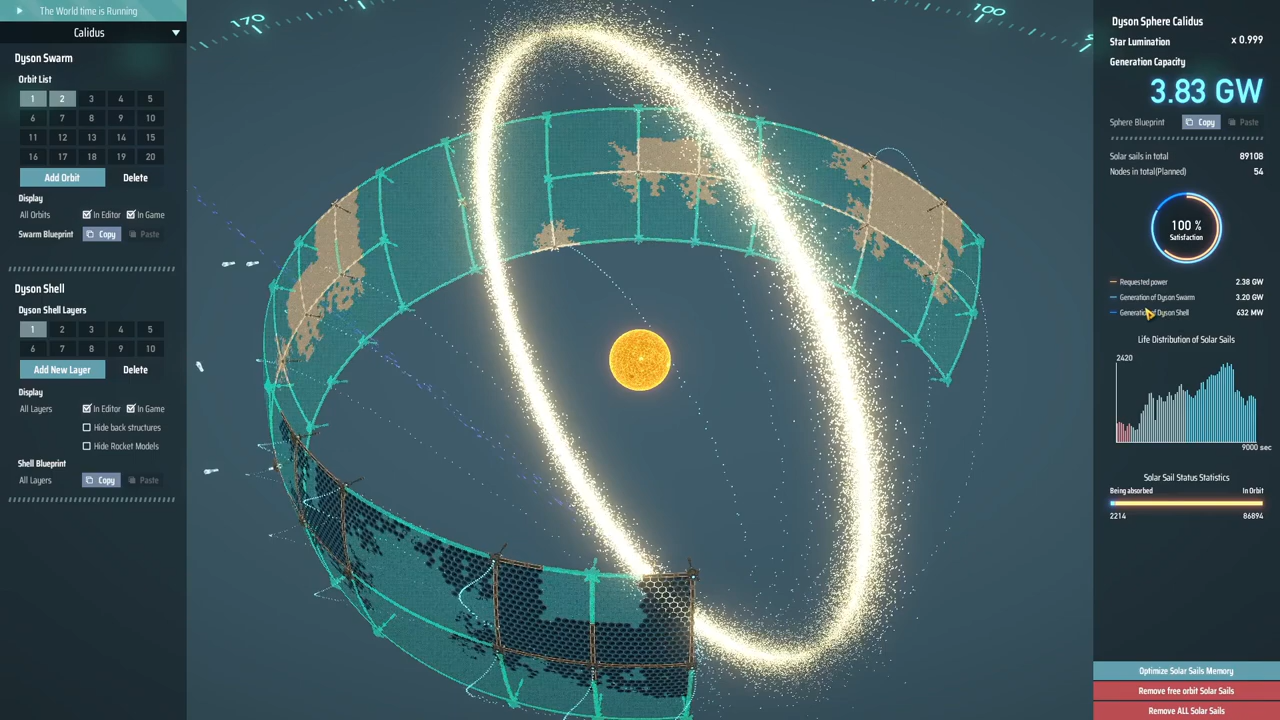 The World time is Running
Calidus
Dyson Swarm
Orbit List
1 2 3 4 5
6 7 8 9 10
11 12 13 14 15
16 17 18 19 20
Add Orbit Delete
Display
All Orbits In Editor In Game
Swarm Blueprint Copy Paste
Dyson Shell
Dyson Shell Layers
1 2 3 4 5
6 7 8 9 10
Add New Layer Delete
Display
All Layers In Editor In Game
Hide back structures
Hide Rocket Models
Shell Blueprint
All Layers Copy Paste
170
100
Dyson Sphere Calidus
Star Lumination x 0.999
Generation Capacity
3.83 GW
Sphere Blueprint Copy Paste
Solar sails in total 89108
Nodes in total(Planned) 54
100 %
Satisfaction
Requested power 2.38 GW
Generation of Dyson Swarm 3.20 GW
Generation of Dyson Shell 632 MW
Life Distribution of Solar Sails
2420
9000 sec
Solar Sail Status Statistics
Being absorbed In Orbit
2214 86894
Optimize Solar Sails Memory
Remove free orbit Solar Sails
Remove ALL Solar Sails